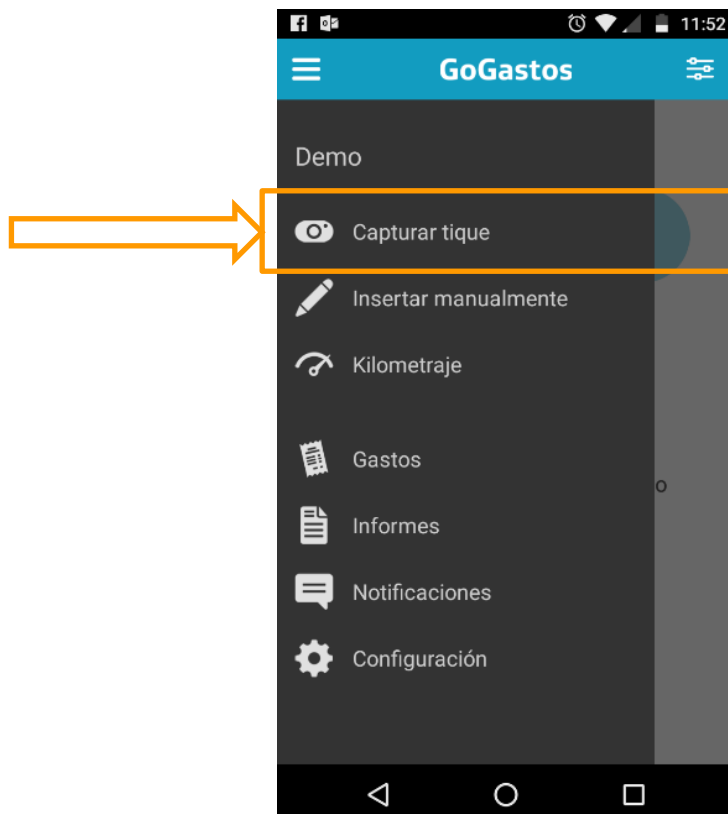 11:52
GoGastos
Demo
Capturar tique
Insertar manualmente
Kilometraje
Gastos
o
Informes
Notificaciones
Configuración